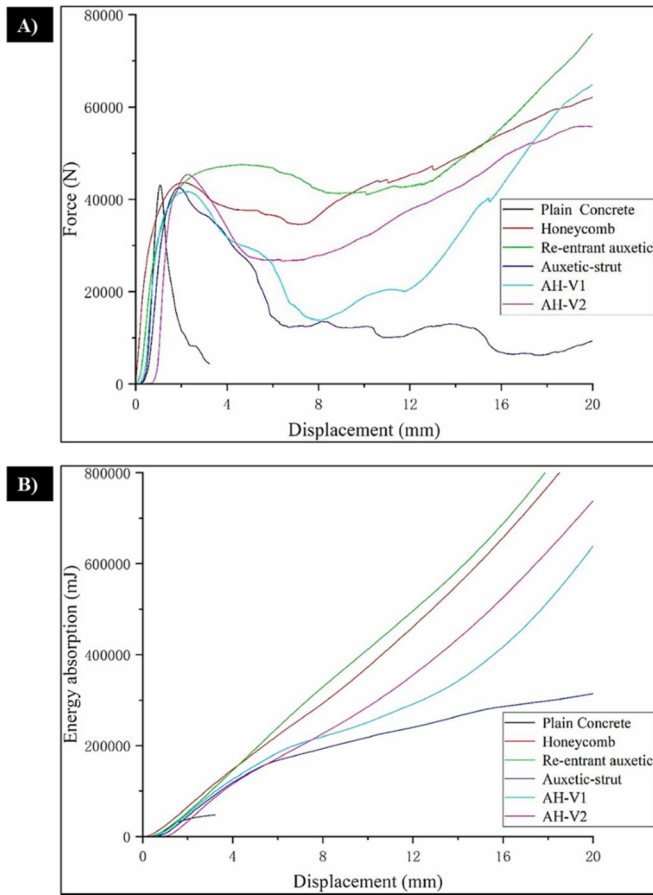 A)
80000
60000
40000
20000
0
Force (N)
Plain Concrete
Honeycomb
Re-entrant auxetic
Auxetic-strut
AH-V1
AH-V2
0 4 8 12 16 20
Displacement (mm)
B)
800000
600000
400000
200000
0
Energy absorption (mJ)
Plain Concrete
Honeycomb
Re-entrant auxetic
Auxetic-strut
AH-V1
AH-V2
0 4 8 12 16 20
Displacement (mm)